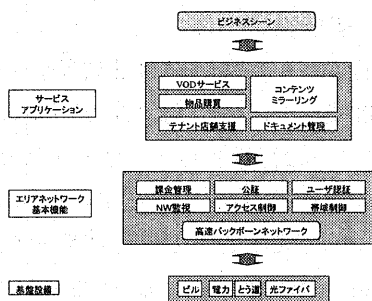 ビジネスシーン
サービス
アプリケーション
VODサービス
コンテンツ
ミラーリング
物品購買
テナント店舗支援
ドキュメント管理
エリアネットワーク
基本機能
課金管理
公証
ユーザ認証
NW監視
アクセス制御
帯域制御
高速バックボーンネットワーク
基盤設備
ビル
電力
とう道
光ファイバ